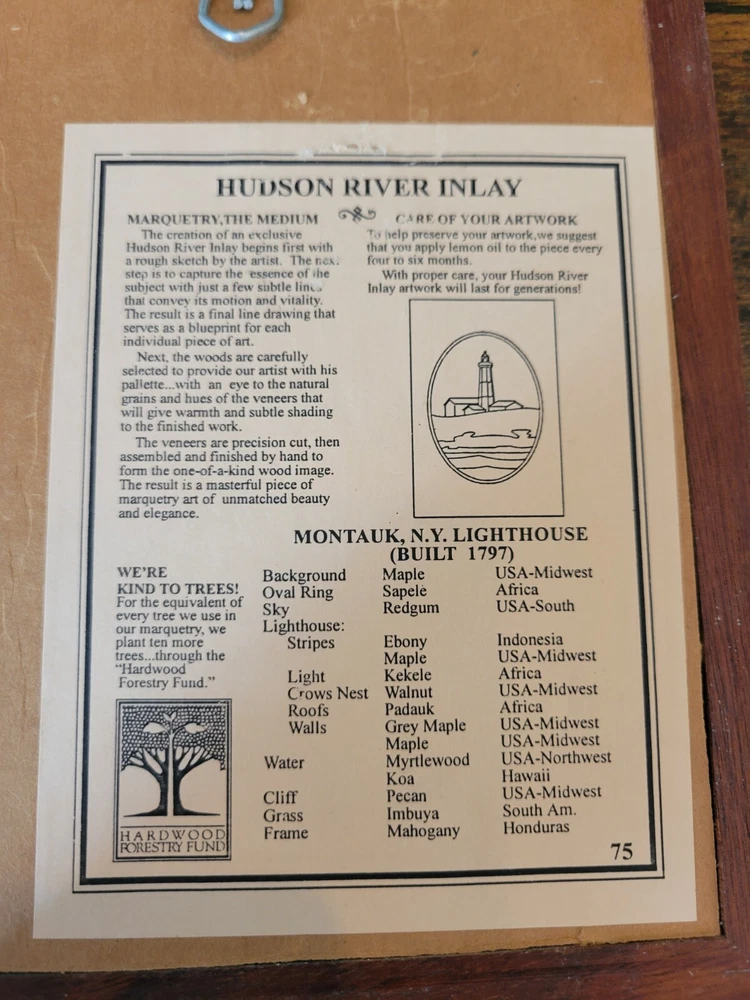 HUDSON RIVER INLAY
MARQUETRY,THE MEDIUM
The creation of an exclusive
Hudson River Inlay begins first with
a rough sketch by the artist. The next
step is to capture the essence of the
subject with just a few subtle lines
that convey its motion and vitality.
The result is a final line drawing that
serves as a blueprint for each
individual piece of art.
Next, the woods are carefully
selected to provide our artist with his
pallette...with an eye to the natural
grains and hues of the veneers that
will give warmth and subtle shading
to the finished work.
The veneers are precision cut, then
assembled and finished by hand to
form the one-of-a-kind wood image.
The result is a masterful piece of
marquetry art of unmatched beauty
and elegance.
CARE OF YOUR ARTWORK
To help preserve your artwork,we suggest
that you apply lemon oil to the piece every
four to six months.
With proper care, your Hudson River
Inlay artwork will last for generations!
MONTAUK, N.Y. LIGHTHOUSE
(BUILT 1797)
WE'RE
KIND TO TREES!
For the equivalent of
every tree we use in
our marquetry, we
plant ten more
trees...through the
"Hardwood
Forestry Fund."
HARDWOOD
FORESTRY FUND
Background Maple USA-Midwest
Oval Ring Sapele Africa
Sky Redgum USA-South
Lighthouse:
Stripes Ebony Indonesia
Maple USA-Midwest
Light Kekele Africa
Crows Nest Walnut USA-Midwest
Roofs Padauk Africa
Walls Grey Maple USA-Midwest
Maple USA-Midwest
Water Myrtlewood USA-Northwest
Koa Hawaii
Cliff Pecan USA-Midwest
Grass Imbuya South Am.
Frame Mahogany Honduras
75